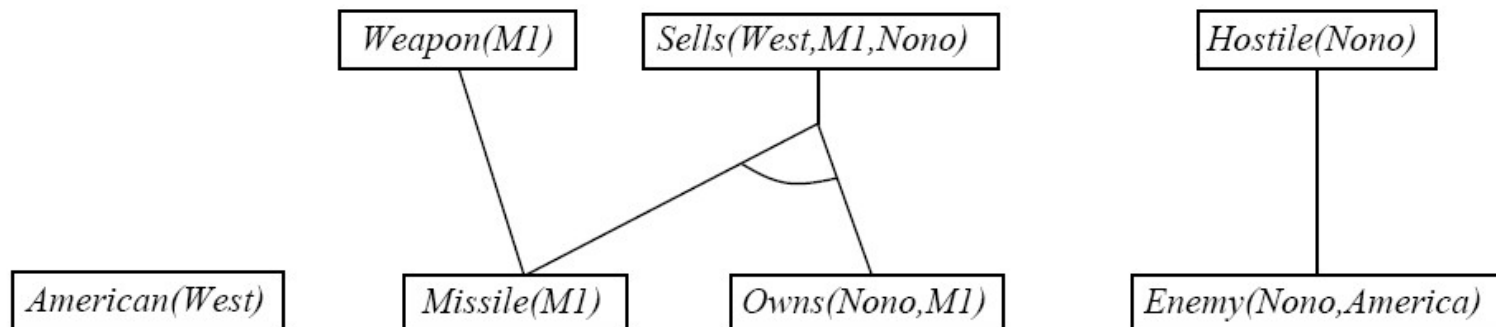 Weapon(M1)
Sells(West,M1,Nono)
Hostile(Nono)
American(West)
Missile(M1)
Owns(Nono,M1)
Enemy(Nono,America)